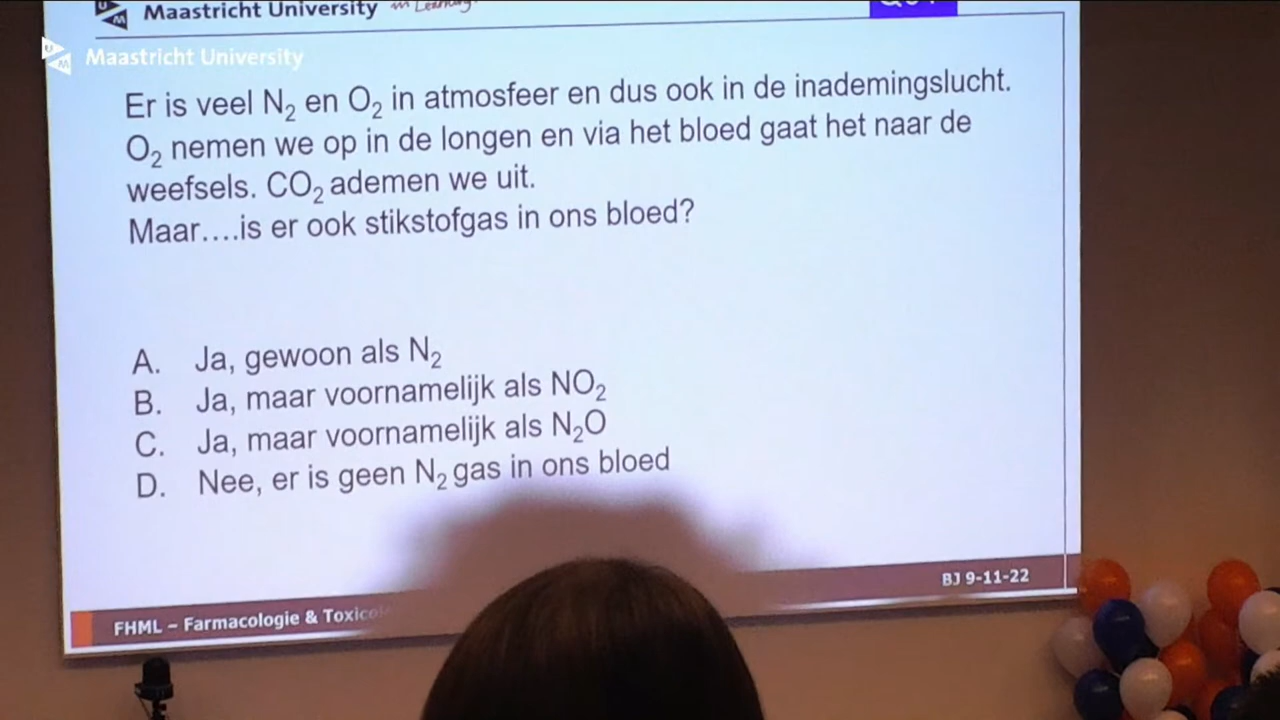 Maastricht University in Learning
Maastricht University
Er is veel N₂ en O₂ in atmosfeer en dus ook in de inademingslucht.
O₂ nemen we op in de longen en via het bloed gaat het naar de
weefsels. CO₂ ademen we uit.
Maar....is er ook stikstofgas in ons bloed?
A. Ja, gewoon als N₂
B. Ja, maar voornamelijk als NO₂
C. Ja, maar voornamelijk als N₂O
D. Nee, er is geen N₂ gas in ons bloed
BJ 9-11-22
FHML – Farmacologie &